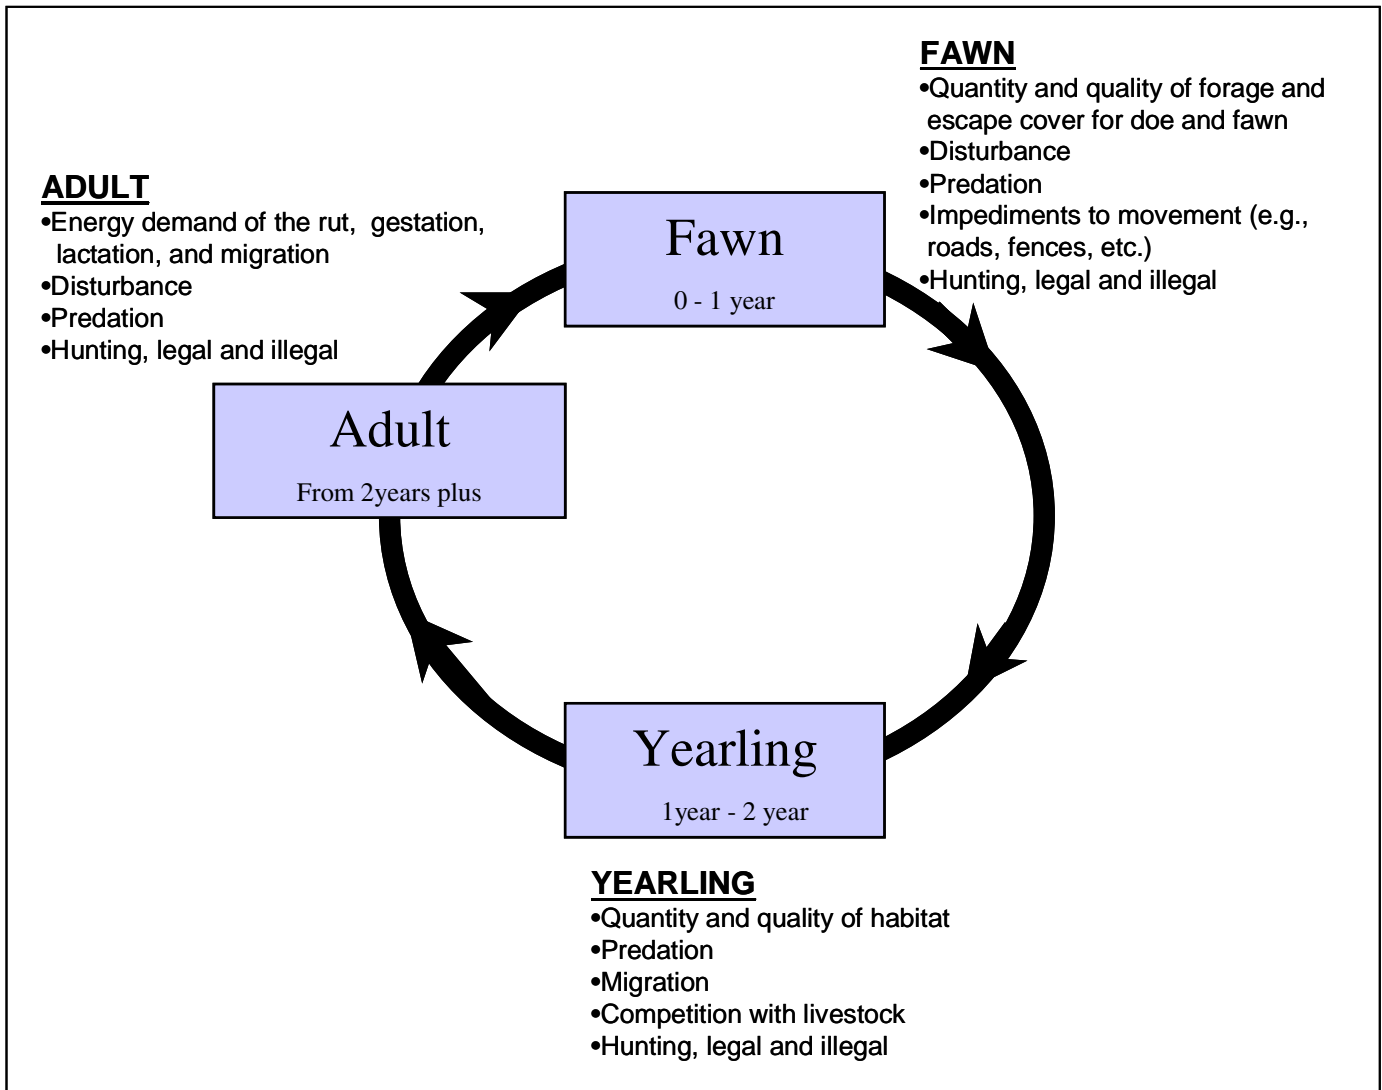 FAWN
•Quantity and quality of forage and
escape cover for doe and fawn
•Disturbance
•Predation
•Impediments to movement (e.g.,
roads, fences, etc.)
•Hunting, legal and illegal
ADULT
•Energy demand of the rut, gestation,
lactation, and migration
•Disturbance
•Predation
•Hunting, legal and illegal
Fawn
0 - 1 year
Adult
From 2years plus
Yearling
1year - 2 year
YEARLING
•Quantity and quality of habitat
•Predation
•Migration
•Competition with livestock
•Hunting, legal and illegal